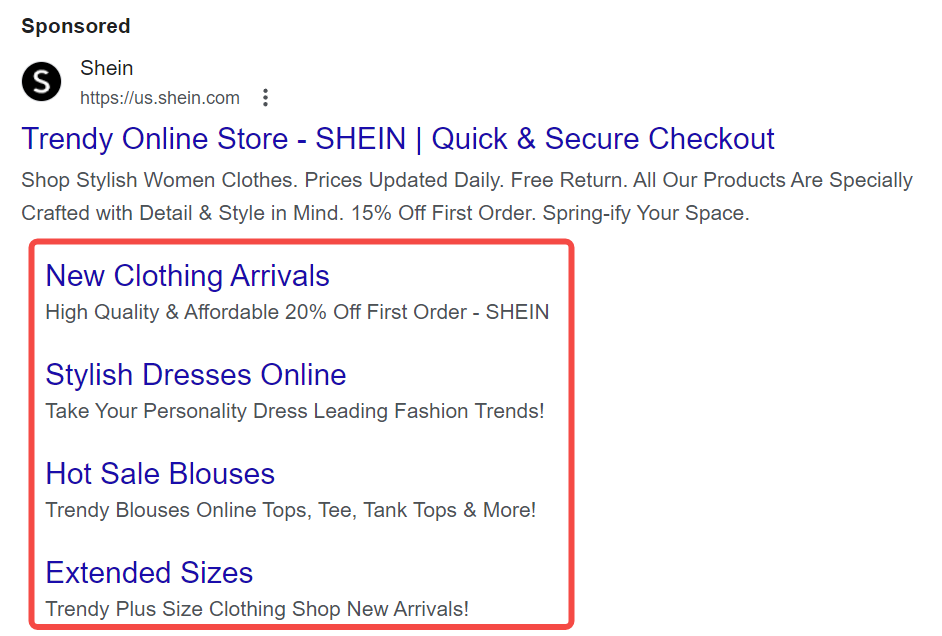 Sponsored
S
Shein
https://us.shein.com
Trendy Online Store - SHEIN | Quick & Secure Checkout
Shop Stylish Women Clothes. Prices Updated Daily. Free Return. All Our Products Are Specially
Crafted with Detail & Style in Mind. 15% Off First Order. Spring-ify Your Space.
New Clothing Arrivals
High Quality & Affordable 20% Off First Order - SHEIN
Stylish Dresses Online
Take Your Personality Dress Leading Fashion Trends!
Hot Sale Blouses
Trendy Blouses Online Tops, Tee, Tank Tops & More!
Extended Sizes
Trendy Plus Size Clothing Shop New Arrivals!